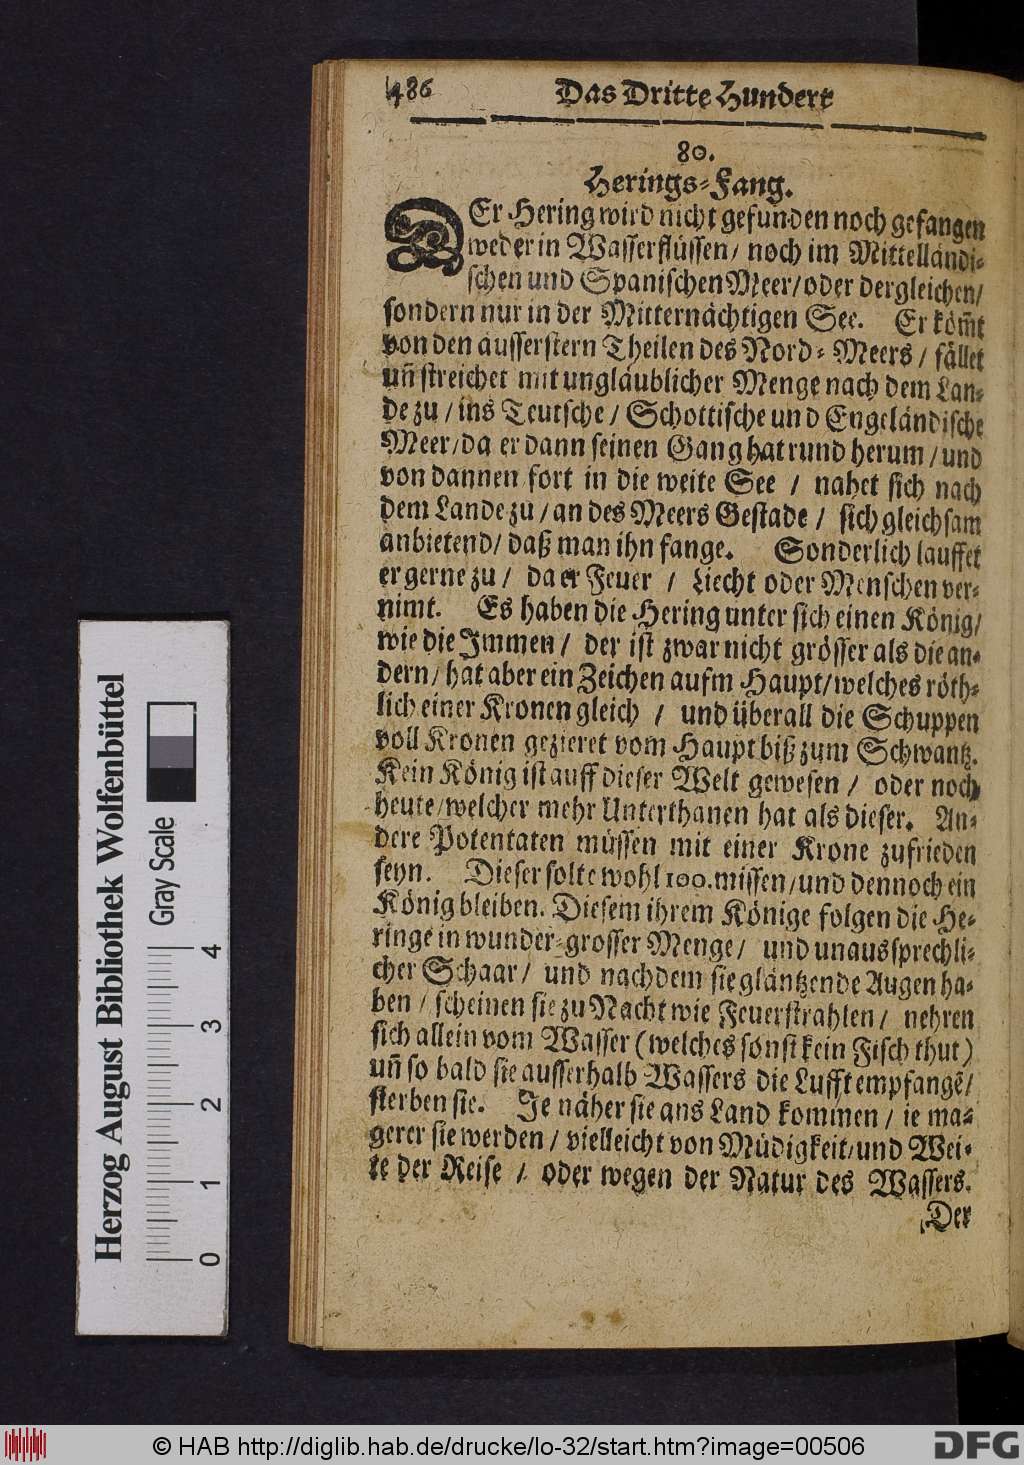 486 Das Dritte Hundert
80.
Herings-Fang.
DEr Hering wird nicht gefunden noch gefangen
weder in Wasserflüssen / noch im Mittelländi-
schen und Spanischen Meer / oder dergleichen /
sondern nur in der Mitternächtigen See. Er kom̃t
von den äusserstern Theilen des Nord-Meers / fället
uñ streichet mit ungläublicher Menge nach dem Lan-
de zu / ins Teutsche / Schottische und Engeländische
Meer / da er dann seinen Gang hat rund herum / und
von dannen fort in die weite See / nahet sich nach
dem Lande zu / an des Meers Gestade / sich gleichsam
anbietend / daß man ihn fange. Sonderlich lauffet
er gerne zu / da er Feuer / Liecht oder Menschen ver-
nimt. Es haben die Hering unter sich einen König /
wie die Immen / der ist zwar nicht grösser als die an-
dern / hat aber ein Zeichen aufm Haupt / welches röth-
lich einer Kronen gleich / und überall die Schuppen
voll Kronen gezieret vom Haupt biß zum Schwantz.
Kein König ist auff dieser Welt gewesen / oder noch
heute / welcher mehr Unterthanen hat als dieser. An-
dere Potentaten müssen mit einer Krone zufrieden
seyn. Dieser solte wohl 100. missen / und dennoch ein
König bleiben. Diesem ihrem Könige folgen die He-
ringe in wunder-grosser Menge / und unaussprechli-
cher Schaar / und nachdem sie gläntzende Augen ha-
ben / scheinen sie zu Nacht wie Feuerstrahlen / nehren
sich allein vom Wasser (welches sonst kein Fisch thut)
uñ so bald sie ausserhalb Wassers die Lufft empfangẽ /
sterben sie. Je näher sie ans Land kommen / ie ma-
gerer sie werden / vielleicht von Müdigkeit / und Wei-
te der Reise / oder wegen der Natur des Wassers.
Der
Herzog August Bibliothek Wolfenbüttel
Gray Scale
0 1 2 3 4
© HAB http://diglib.hab.de/drucke/lo-32/start.htm?image=00506
DFG